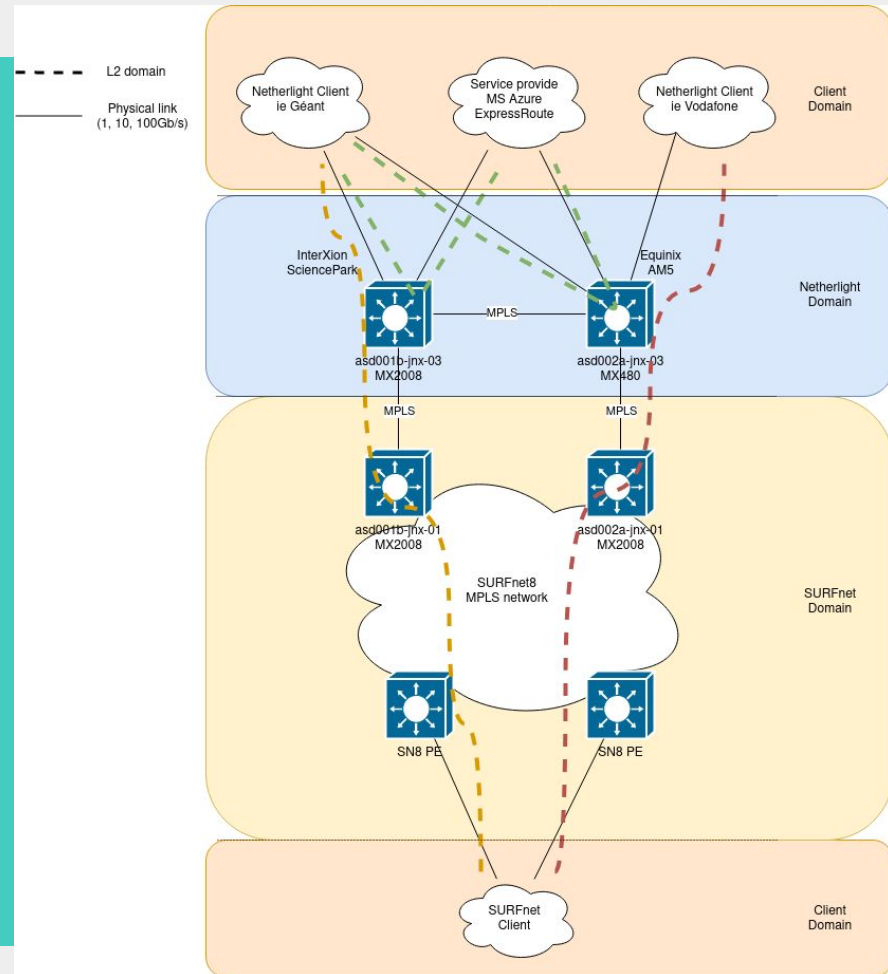 L2 domain
Physical link
(1, 10, 100Gb/s)
Netherlight Client
ie Géant
Service provide
MS Azure
ExpressRoute
Netherlight Client
ie Vodafone
Client
Domain
InterXion
SciencePark
Equinix
AM5
Netherlight
Domain
MPLS
asd001b-jnx-03
MX2008
asd002a-jnx-03
MX480
MPLS
MPLS
asd001b-jnx-01
MX2008
asd002a-jnx-01
MX2008
SURFnet8
MPLS network
SURFnet
Domain
SN8 PE
SN8 PE
SURFnet
Client
Client
Domain